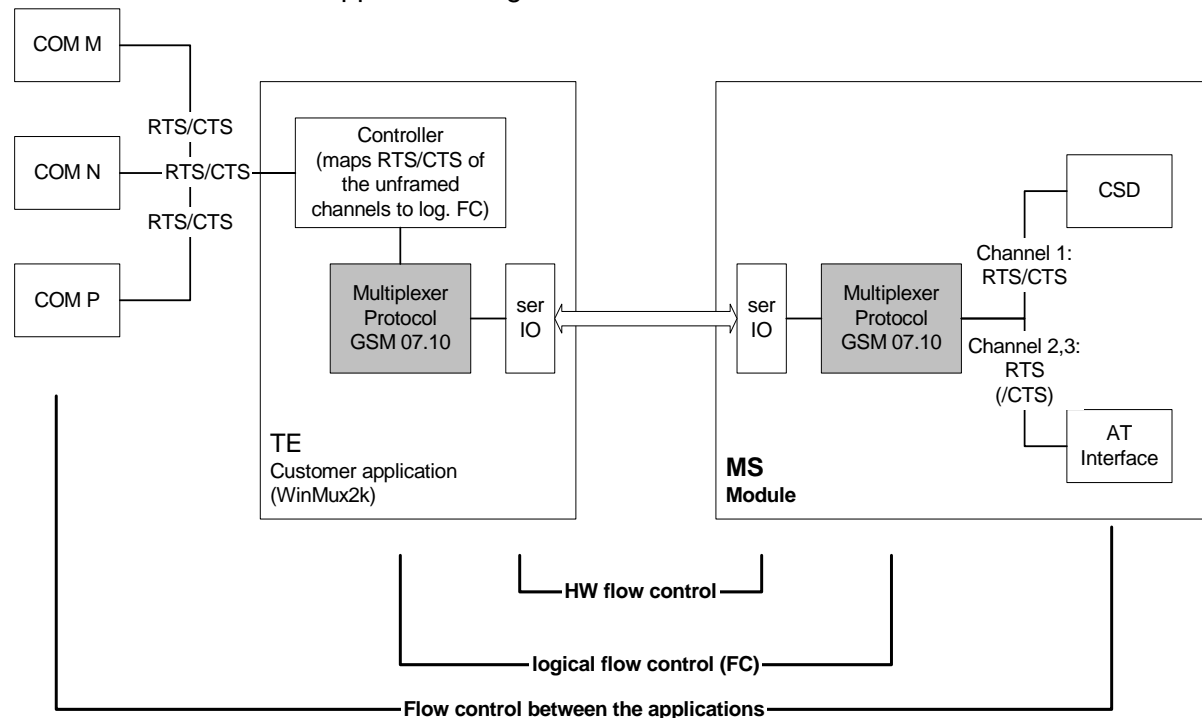 COM M
RTS/CTS
COM N
RTS/CTS
RTS/CTS
COM P
Controller
(maps RTS/CTS of
the unframed
channels to log. FC)
Multiplexer
Protocol
GSM 07.10
ser
IO
TE
Customer application
(WinMux2k)
ser
IO
Multiplexer
Protocol
GSM 07.10
CSD
Channel 1:
RTS/CTS
Channel 2,3:
RTS
(/CTS)
AT
Interface
MS
Module
HW flow control
logical flow control (FC)
Flow control between the applications